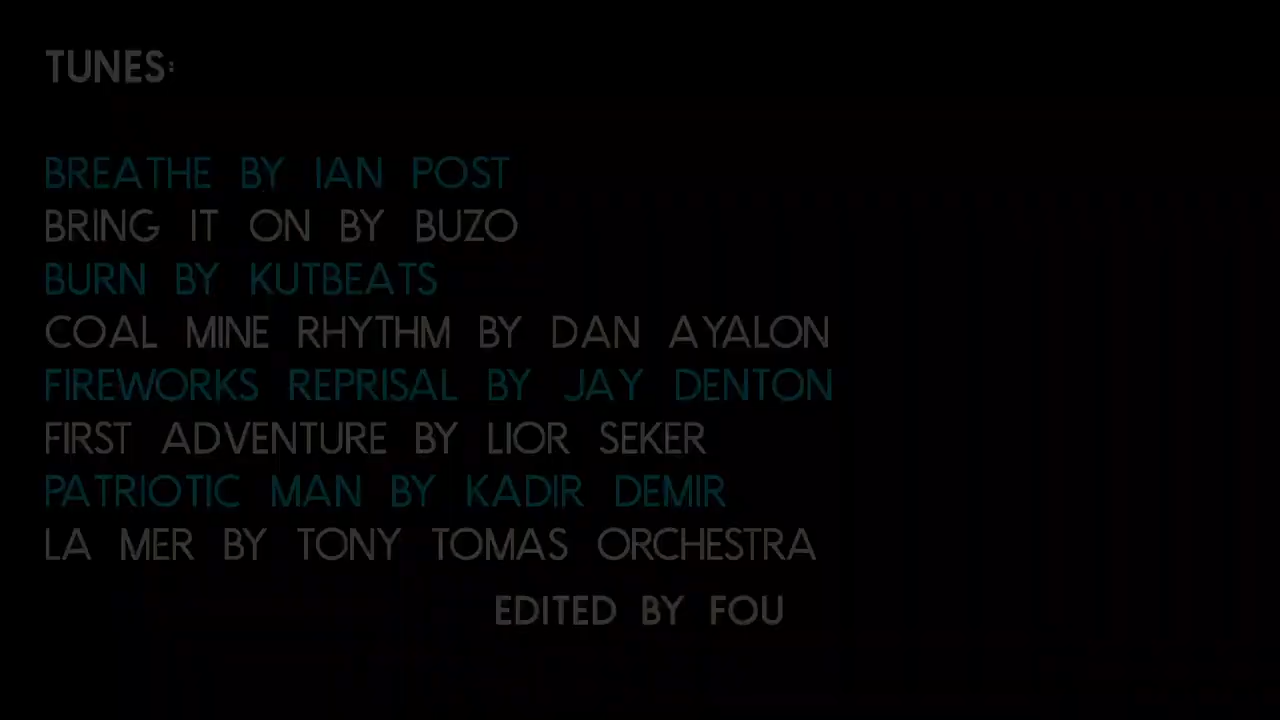 TUNES:
BREATHE BY IAN POST
BRING IT ON BY BUZO
BURN BY KUTBEATS
COAL MINE RHYTHM BY DAN AYALON
FIREWORKS REPRISAL BY JAY DENTON
FIRST ADVENTURE BY LIOR SEKER
PATRIOTIC MAN BY KADIR DEMIR
LA MER BY TONY TOMAS ORCHESTRA
EDITED BY FOU